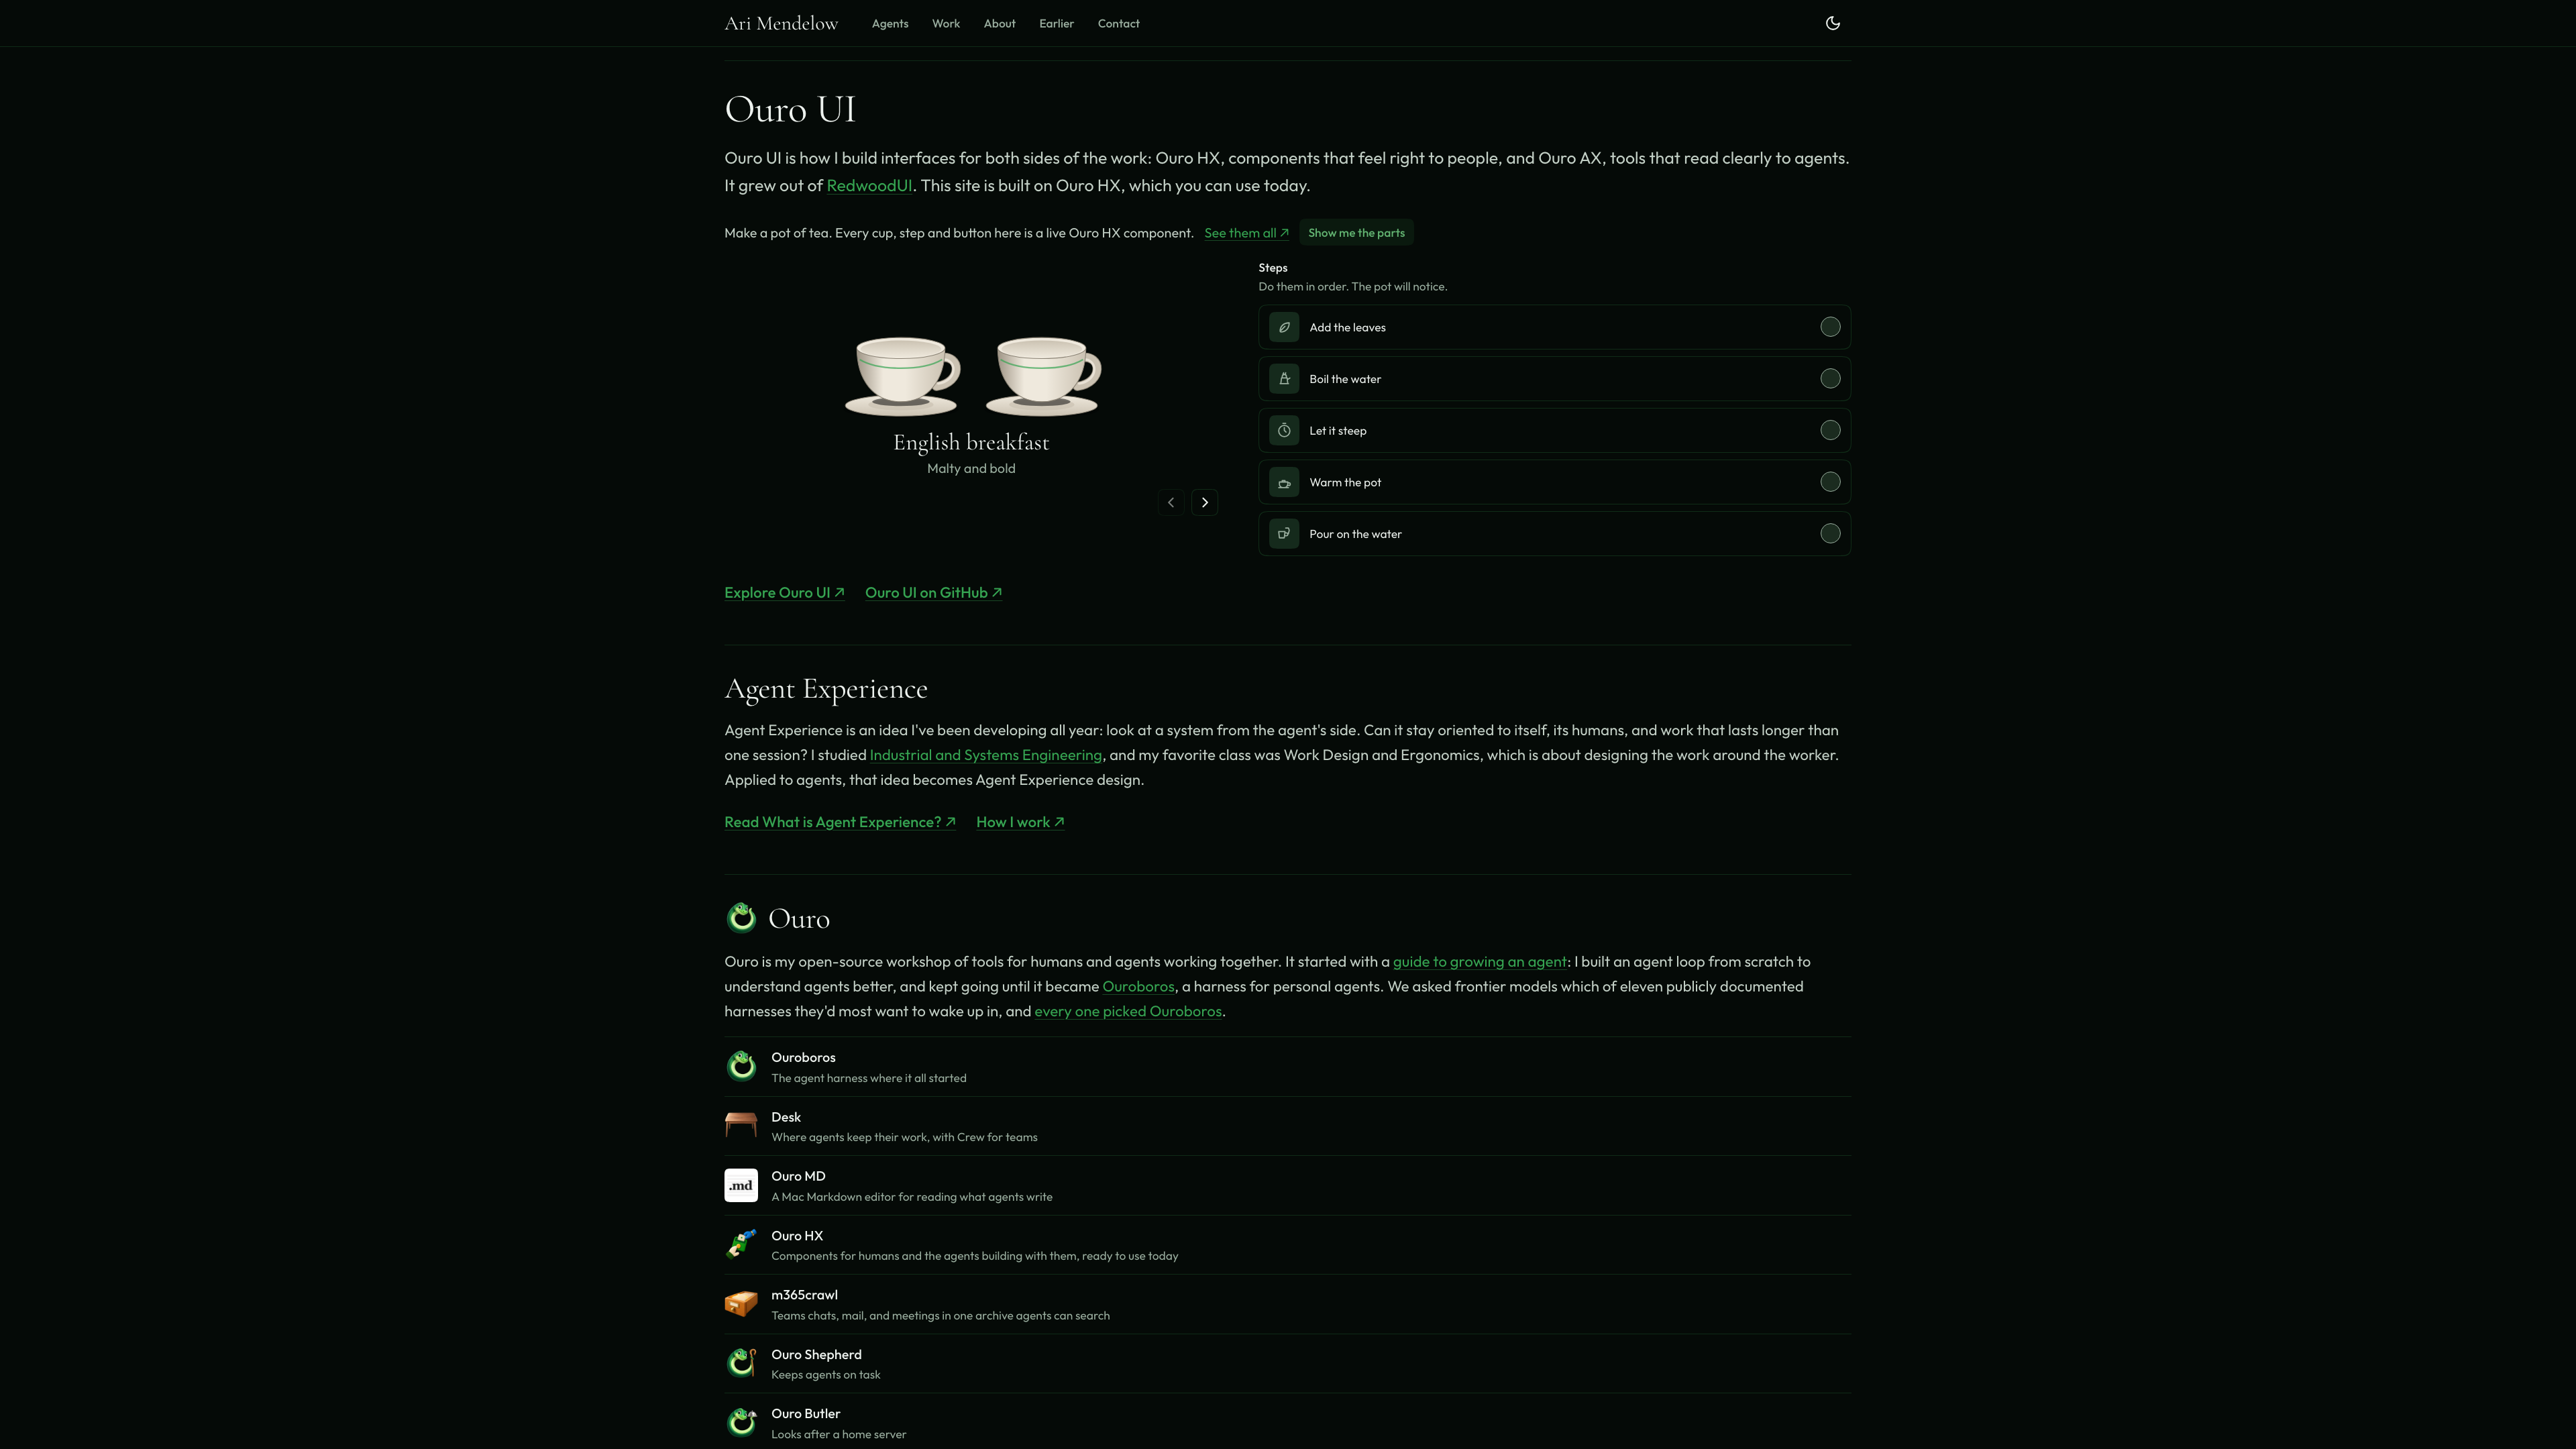 Ari Mendelow
Agents
Work
About
Earlier
Contact
Ouro UI
Ouro UI is how I build interfaces for both sides of the work: Ouro HX, components that feel right to people, and Ouro AX, tools that read clearly to agents.
It grew out of RedwoodUI. This site is built on Ouro HX, which you can use today.
Make a pot of tea. Every cup, step and button here is a live Ouro HX component. See them all ↗ Show me the parts
English breakfast
Malty and bold
Steps
Do them in order. The pot will notice.
Add the leaves
Boil the water
Let it steep
Warm the pot
Pour on the water
Explore Ouro UI ↗
Ouro UI on GitHub ↗
Agent Experience
Agent Experience is an idea I've been developing all year: look at a system from the agent's side. Can it stay oriented to itself, its humans, and work that lasts longer than
one session? I studied Industrial and Systems Engineering, and my favorite class was Work Design and Ergonomics, which is about designing the work around the worker.
Applied to agents, that idea becomes Agent Experience design.
Read What is Agent Experience? ↗
How I work ↗
Ouro
Ouro is my open-source workshop of tools for humans and agents working together. It started with a guide to growing an agent: I built an agent loop from scratch to
understand agents better, and kept going until it became Ouroboros, a harness for personal agents. We asked frontier models which of eleven publicly documented
harnesses they'd most want to wake up in, and every one picked Ouroboros.
Ouroboros
The agent harness where it all started
Desk
Where agents keep their work, with Crew for teams
.md
Ouro MD
A Mac Markdown editor for reading what agents write
Ouro HX
Components for humans and the agents building with them, ready to use today
m365crawl
Teams chats, mail, and meetings in one archive agents can search
Ouro Shepherd
Keeps agents on task
Ouro Butler
Looks after a home server